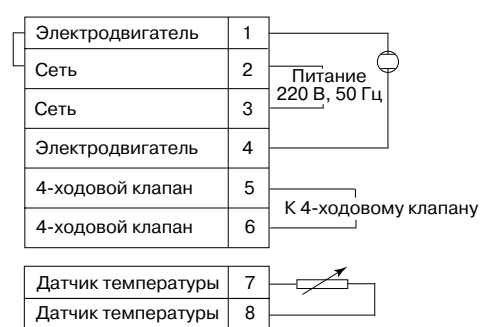 Электродвигатель 1
Сеть 2
Питание
220 В, 50 Гц
Сеть 3
Электродвигатель 4
4-ходовой клапан 5
К 4-ходовому клапану
4-ходовой клапан 6
Датчик температуры 7
Датчик температуры 8